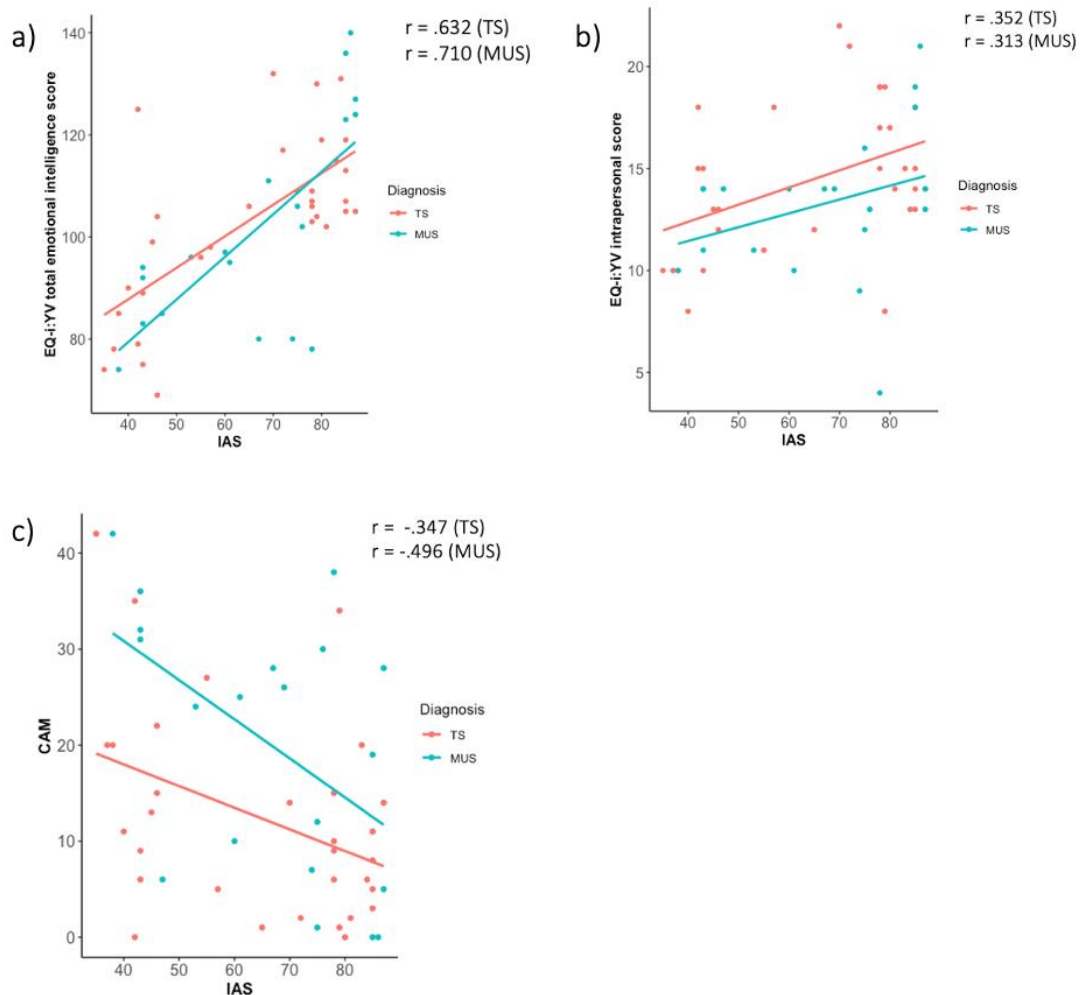 a)
r = .632 (TS)
r = .710 (MUS)
EQ-i:YV total emotional intelligence score
140
120
100
80
40 50 60 70 80
IAS
Diagnosis
TS
MUS
b)
r = .352 (TS)
r = .313 (MUS)
EQ-i:YV intrapersonal score
20
15
10
5
40 50 60 70 80
IAS
Diagnosis
TS
MUS
c)
r = -.347 (TS)
r = -.496 (MUS)
CAM
40
30
20
10
0
40 50 60 70 80
IAS
Diagnosis
TS
MUS